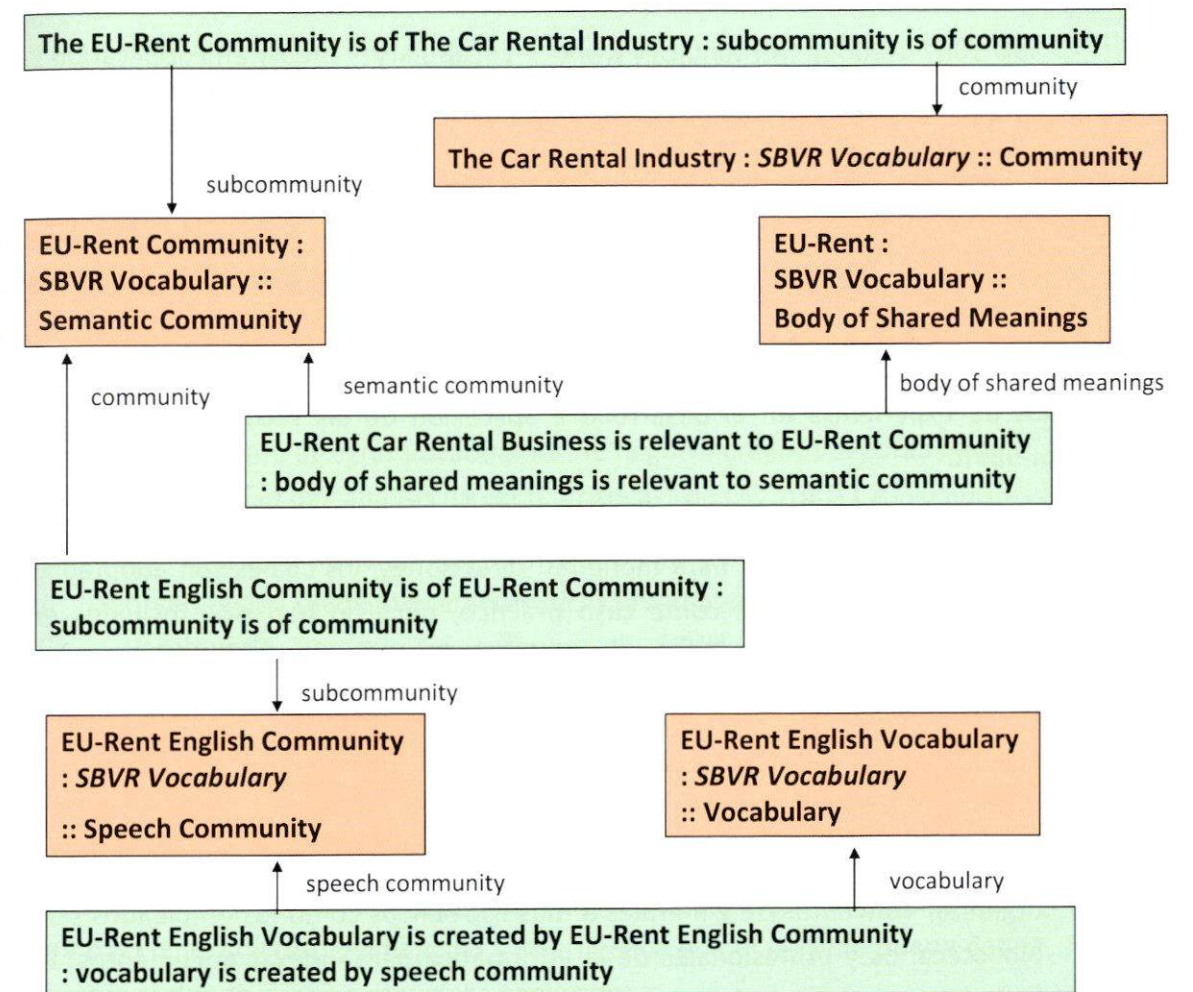 The EU-Rent Community is of The Car Rental Industry : subcommunity is of community
community
The Car Rental Industry : SBVR Vocabulary :: Community
subcommunity
EU-Rent Community :
SBVR Vocabulary ::
Semantic Community
EU-Rent :
SBVR Vocabulary ::
Body of Shared Meanings
community
semantic community
body of shared meanings
EU-Rent Car Rental Business is relevant to EU-Rent Community
: body of shared meanings is relevant to semantic community
EU-Rent English Community is of EU-Rent Community :
subcommunity is of community
subcommunity
EU-Rent English Community
: SBVR Vocabulary
:: Speech Community
EU-Rent English Vocabulary
: SBVR Vocabulary
:: Vocabulary
speech community
vocabulary
EU-Rent English Vocabulary is created by EU-Rent English Community
: vocabulary is created by speech community